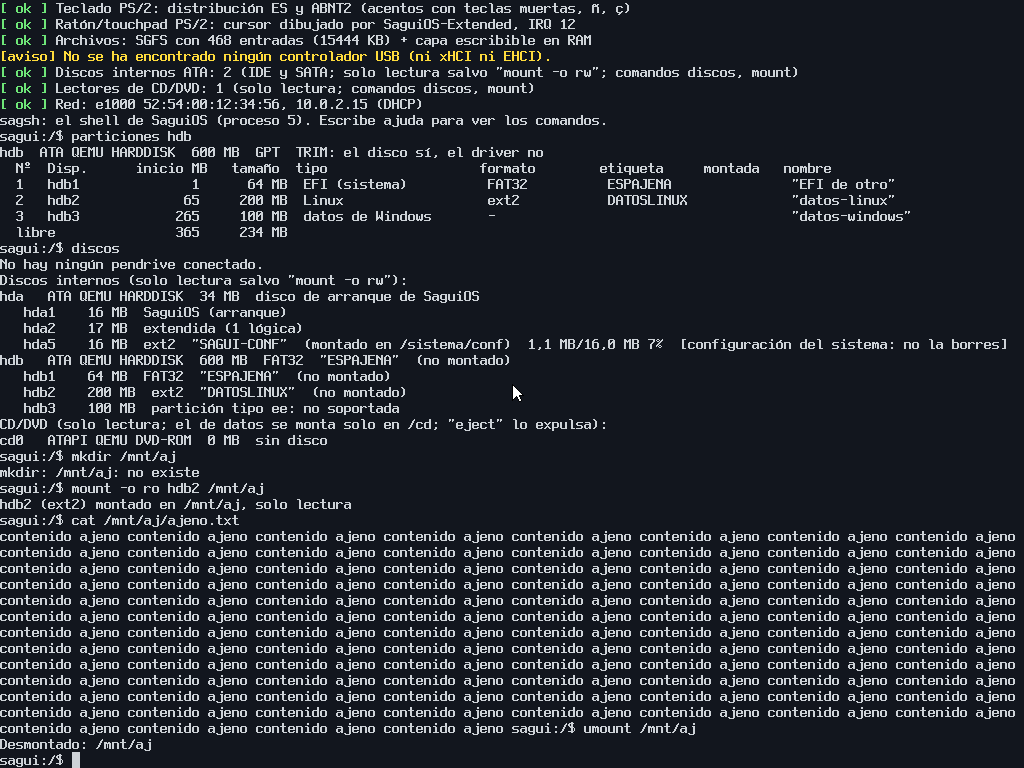 [ ok ] Teclado PS/2: distribución ES y ABNT2 (acentos con teclas muertas, ñ, ç)
[ ok ] Ratón/touchpad PS/2: cursor dibujado por SaguiOS-Extended, IRQ 12
[ ok ] Archivos: SGFS con 468 entradas (15444 KB) + capa escribible en RAM
[aviso] No se ha encontrado ningún controlador USB (ni xHCI ni EHCI).
[ ok ] Discos internos ATA: 2 (IDE y SATA; solo lectura salvo "mount -o rw"; comandos discos, mount)
[ ok ] Lectores de CD/DVD: 1 (solo lectura; comandos discos, mount)
[ ok ] Red: e1000 52:54:00:12:34:56, 10.0.2.15 (DHCP)
sagsh: el shell de SaguiOS (proceso 5). Escribe ayuda para ver los comandos.
sagui:/$ particiones hdb
hdb  ATA QEMU HARDDISK  600 MB  GPT  TRIM: el disco sí, el driver no
  Nº  Disp.      inicio MB   tamaño  tipo                   formato        etiqueta     montada   nombre
  1   hdb1               1    64 MB  EFI (sistema)          FAT32           ESPAJENA               "EFI de otro"
  2   hdb2              65   200 MB  Linux                  ext2            DATOSLINUX             "datos-linux"
  3   hdb3             265   100 MB  datos de Windows       -                                      "datos-windows"
  libre                365   234 MB
sagui:/$ discos
No hay ningún pendrive conectado.
Discos internos (solo lectura salvo "mount -o rw"):
hda   ATA QEMU HARDDISK  34 MB  disco de arranque de SaguiOS
   hda1    16 MB  SaguiOS (arranque)
   hda2    17 MB  extendida (1 lógica)
   hda5    16 MB  ext2  "SAGUI-CONF"  (montado en /sistema/conf)  1,1 MB/16,0 MB 7%  [configuración del sistema: no la borres]
hdb   ATA QEMU HARDDISK  600 MB  FAT32  "ESPAJENA"  (no montado)
   hdb1    64 MB  FAT32  "ESPAJENA"  (no montado)
   hdb2    200 MB  ext2  "DATOSLINUX"  (no montado)
   hdb3    100 MB  partición tipo ee: no soportada
CD/DVD (solo lectura; el de datos se monta solo en /cd; "eject" lo expulsa):
cd0   ATAPI QEMU DVD-ROM  0 MB  sin disco
sagui:/$ mkdir /mnt/aj
mkdir: /mnt/aj: no existe
sagui:/$ mount -o ro hdb2 /mnt/aj
hdb2 (ext2) montado en /mnt/aj, solo lectura
sagui:/$ cat /mnt/aj/ajeno.txt
contenido ajeno contenido ajeno contenido ajeno contenido ajeno contenido ajeno contenido ajeno contenido ajeno contenido ajeno
contenido ajeno contenido ajeno contenido ajeno contenido ajeno contenido ajeno contenido ajeno contenido ajeno contenido ajeno
contenido ajeno contenido ajeno contenido ajeno contenido ajeno contenido ajeno contenido ajeno contenido ajeno contenido ajeno
contenido ajeno contenido ajeno contenido ajeno contenido ajeno contenido ajeno contenido ajeno contenido ajeno contenido ajeno
contenido ajeno contenido ajeno contenido ajeno contenido ajeno contenido ajeno contenido ajeno contenido ajeno contenido ajeno
contenido ajeno contenido ajeno contenido ajeno contenido ajeno contenido ajeno contenido ajeno contenido ajeno contenido ajeno
contenido ajeno contenido ajeno contenido ajeno contenido ajeno contenido ajeno contenido ajeno contenido ajeno contenido ajeno
contenido ajeno contenido ajeno contenido ajeno contenido ajeno contenido ajeno contenido ajeno contenido ajeno contenido ajeno
contenido ajeno contenido ajeno contenido ajeno contenido ajeno contenido ajeno contenido ajeno contenido ajeno contenido ajeno
contenido ajeno contenido ajeno contenido ajeno contenido ajeno contenido ajeno contenido ajeno contenido ajeno contenido ajeno
contenido ajeno contenido ajeno contenido ajeno contenido ajeno contenido ajeno contenido ajeno contenido ajeno contenido ajeno
contenido ajeno contenido ajeno contenido ajeno contenido ajeno contenido ajeno contenido ajeno contenido ajeno contenido ajeno
contenido ajeno contenido ajeno contenido ajeno contenido ajeno sagui:/$ umount /mnt/aj
Desmontado: /mnt/aj
sagui:/$